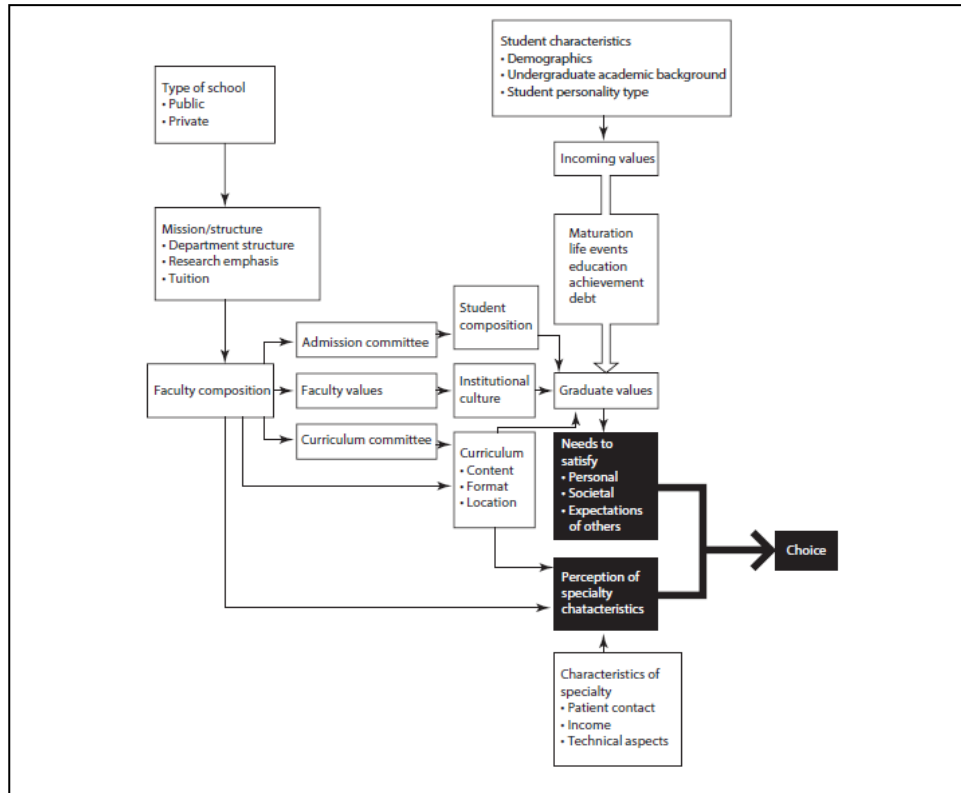 Student characteristics
• Demographics
• Undergraduate academic background
• Student personality type
Type of school
• Public
• Private
Incoming values
Mission/structure
• Department structure
• Research emphasis
• Tuition
Maturation
life events
education
achievement
debt
Student
composition
Admission committee
Faculty composition
Faculty values
Institutional
culture
Graduate values
Curriculum committee
Curriculum
• Content
• Format
• Location
Needs to
satisfy
• Personal
• Societal
• Expectations
of others
Choice
Perception of
specialty
chatacteristics
Characteristics of
specialty
• Patient contact
• Income
• Technical aspects